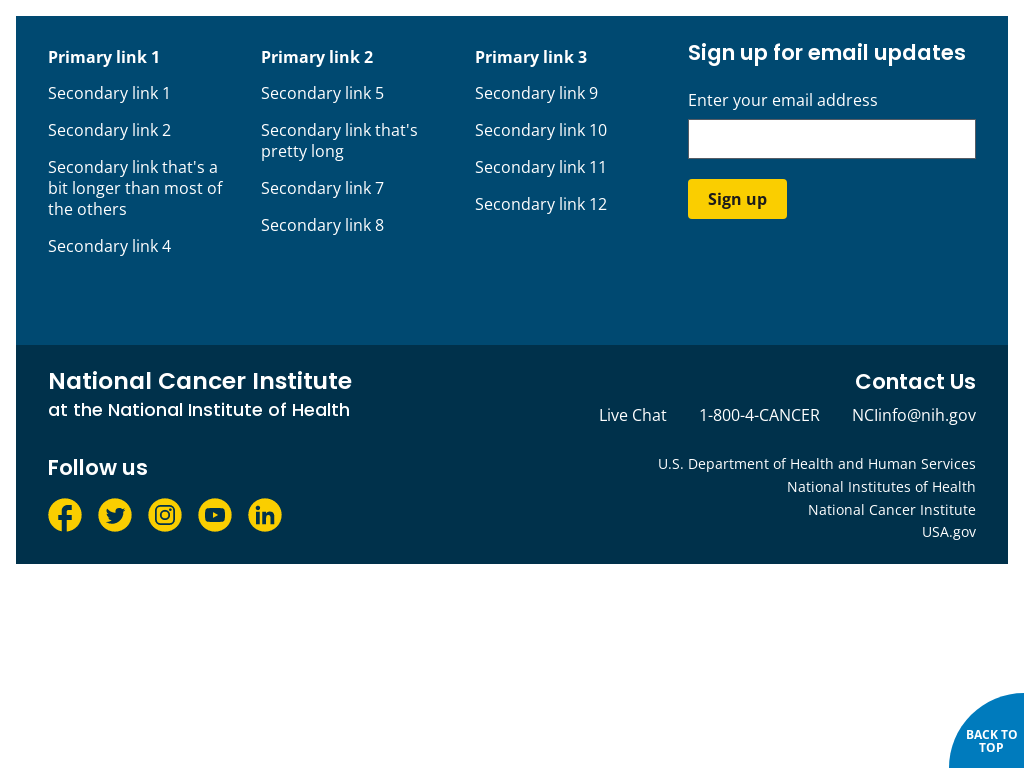 Primary link 1
Secondary link 1
Secondary link 2
Secondary link that's a
bit longer than most of
the others
Secondary link 4
Primary link 2
Secondary link 5
Secondary link that's
pretty long
Secondary link 7
Secondary link 8
Primary link 3
Secondary link 9
Secondary link 10
Secondary link 11
Secondary link 12
Sign up for email updates
Enter your email address
Sign up
National Cancer Institute
at the National Institute of Health
Follow us
Contact Us
Live Chat 1-800-4-CANCER NCIinfo@nih.gov
U.S. Department of Health and Human Services
National Institutes of Health
National Cancer Institute
USA.gov
BACK TO
TOP